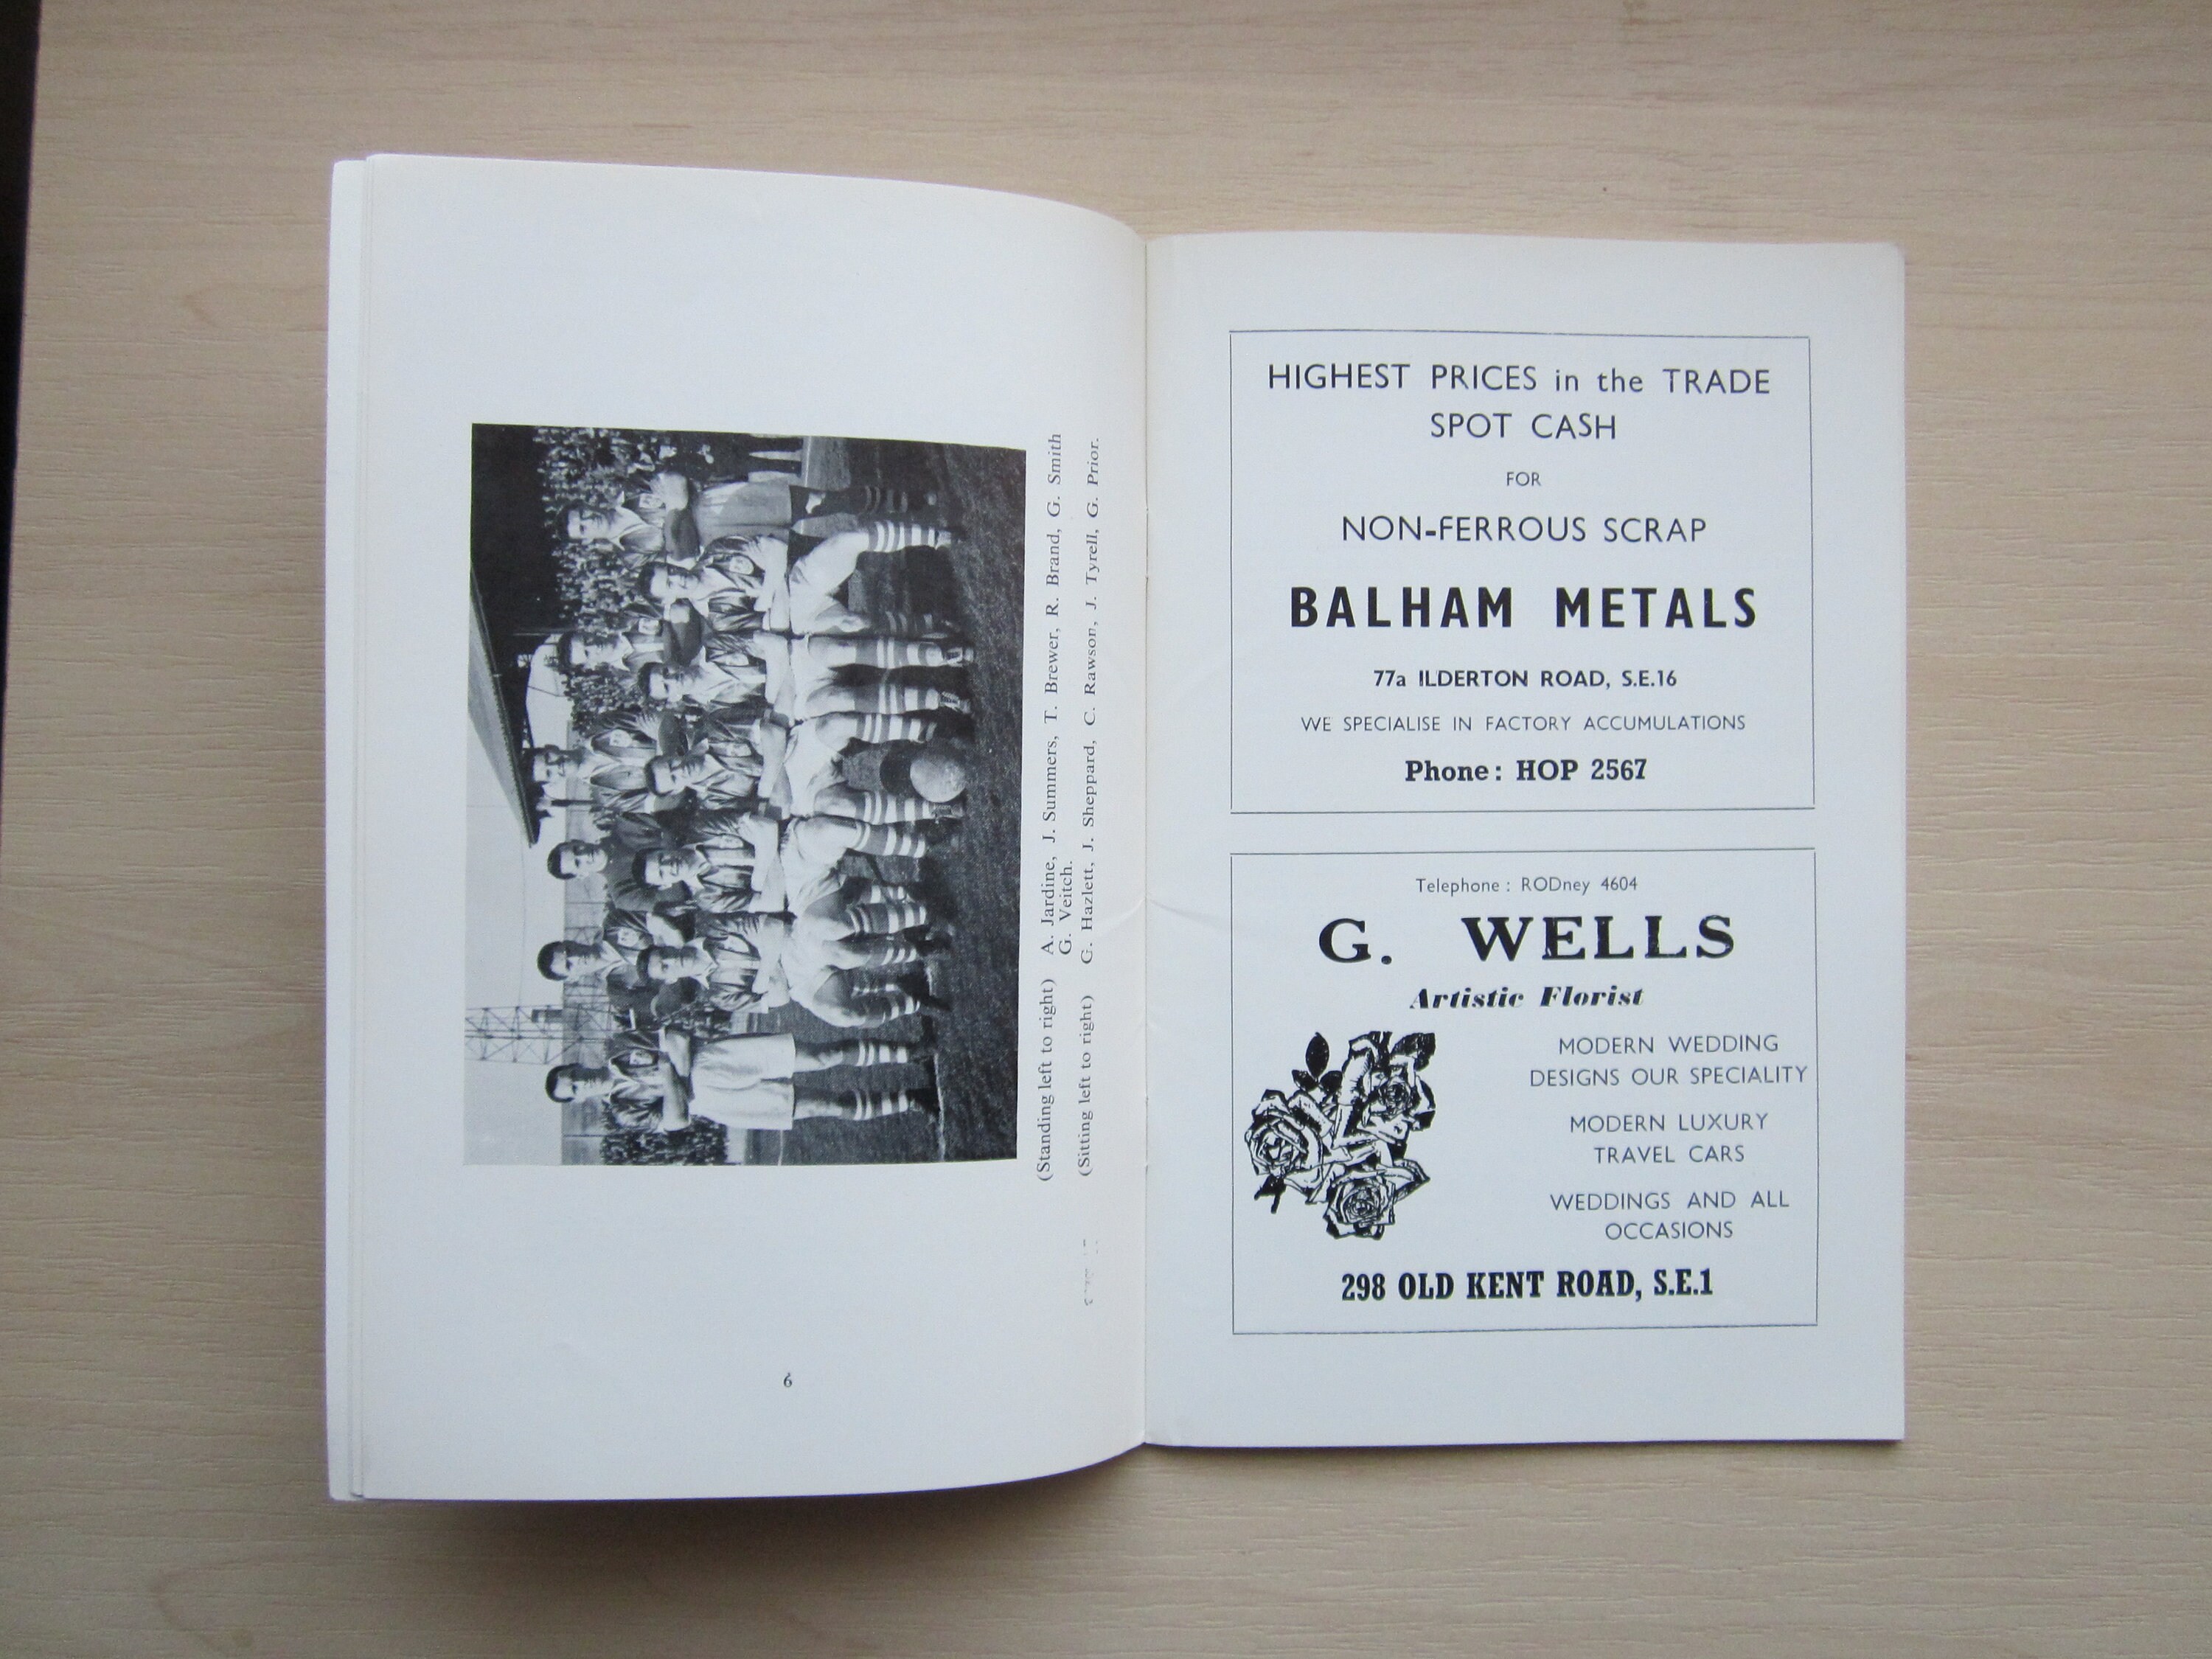 (Standing left to right) A. Jardine, J. Summers, T. Brewer, R. Brand, G. Smith
G. Veitch.
(Sitting left to right) G. Hazlett, J. Sheppard, C. Rawson, J. Tyrell, G. Prior.
6
HIGHEST PRICES in the TRADE
SPOT CASH
FOR
NON-FERROUS SCRAP
BALHAM METALS
77a ILDERTON ROAD, S.E.16
WE SPECIALISE IN FACTORY ACCUMULATIONS
Phone: HOP 2567
Telephone: RODney 4604
G. WELLS
Artistic Florist
MODERN WEDDING
DESIGNS OUR SPECIALITY
MODERN LUXURY
TRAVEL CARS
WEDDINGS AND ALL
OCCASIONS
298 OLD KENT ROAD, S.E.1